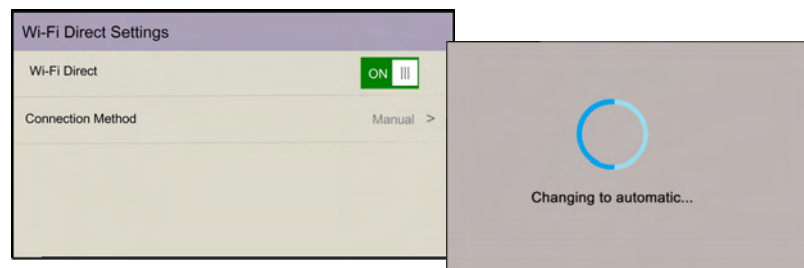 Wi-Fi Direct Settings
Wi-Fi Direct ON
Connection Method Manual >
Changing to automatic...